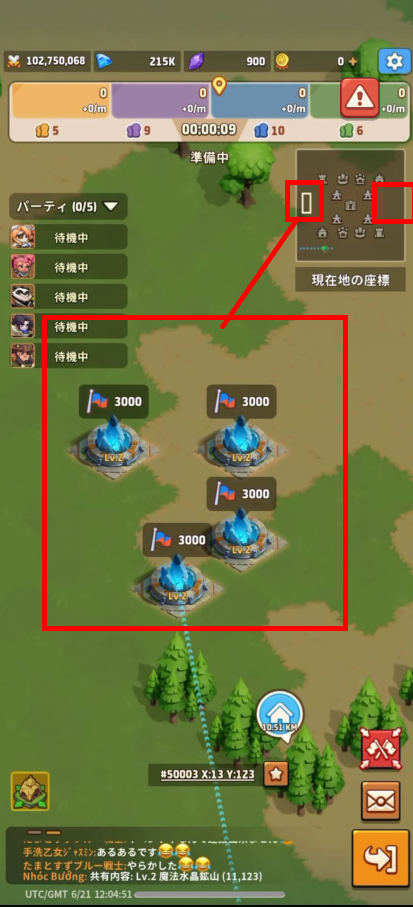 102,750,068 215K 900 0 +
0 0 0 0
+0/m +0/m +0/m +0/m
5 9 00:00:09 10 6
準備中
パーティ (0/5)
待機中
現在地の座標
待機中
待機中
待機中
待機中
3000 3000
Lv.2 Lv.2
3000
3000
Lv.2
10.51 KM
#50003 X:13 Y:123
手洗乙女ｼﾞｬｽﾐﾝ:あるあるです
たまとすずブルー戦士:やらかした
Nhóc Bướng: 共有内容: Lv.2 魔法水晶鉱山 (11,123)
UTC/GMT 6/21 12:04:51